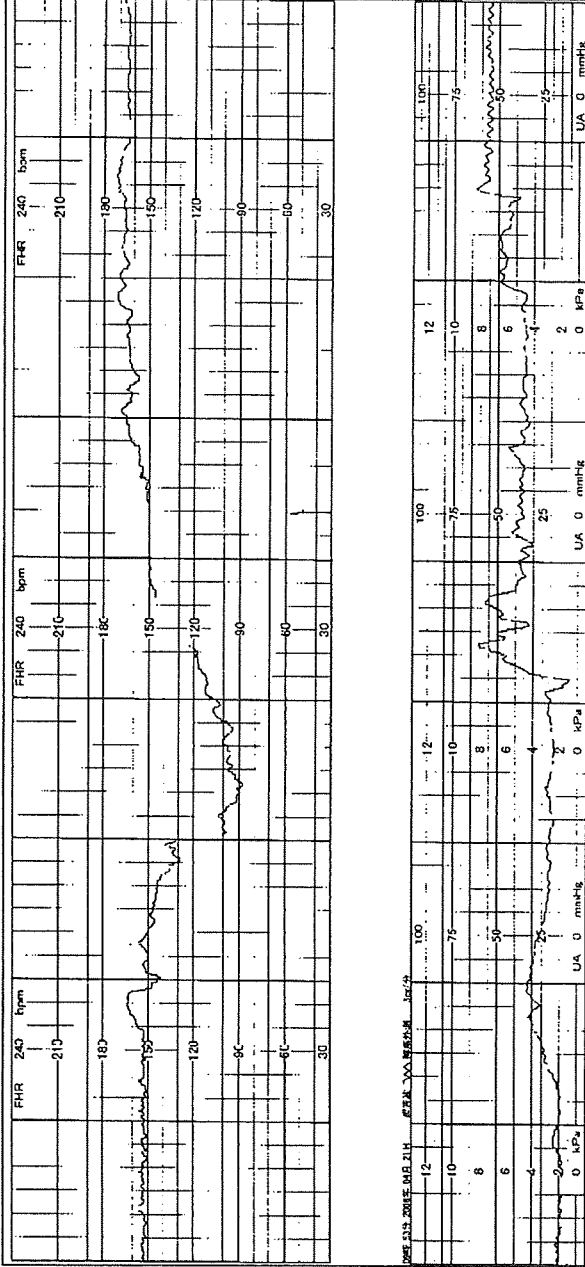 FHR 240 bpm FHR 240 bpm FHR 240 bpm
210 210 210
180 180 180
150 150 150
120 120 120
90 90 90
60 60 60
30 30 30
3cm/分
12 100 12 100 12 100
10 75 10 75 10 75
8 50 8 50 8 50
6 6 6
4 25 4 25 4 25
2 2 2
0 kPa UA 0 mmHg 0 kPa UA 0 mmHg 0 kPa UA 0 mmHg